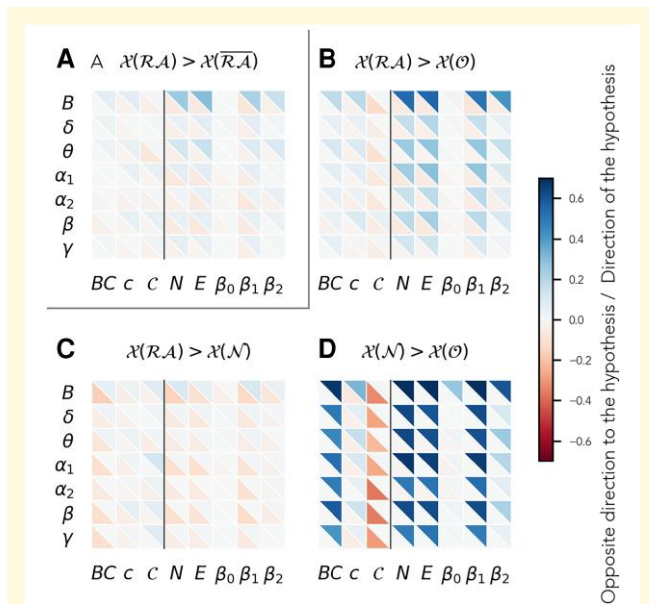 A A 𝒳(ℛ𝒜) > 𝒳(ℛ̅𝒜̅)
B
δ
θ
α₁
α₂
β
γ
BC c 𝒞 N E β₀ β₁ β₂
B 𝒳(ℛ𝒜) > 𝒳(𝒪)
BC c 𝒞 N E β₀ β₁ β₂
C 𝒳(ℛ𝒜) > 𝒳(𝒩)
B
δ
θ
α₁
α₂
β
γ
BC c 𝒞 N E β₀ β₁ β₂
D 𝒳(𝒩) > 𝒳(𝒪)
BC c 𝒞 N E β₀ β₁ β₂
0.6
0.4
0.2
0.0
−0.2
−0.4
−0.6
Opposite direction to the hypothesis / Direction of the hypothesis